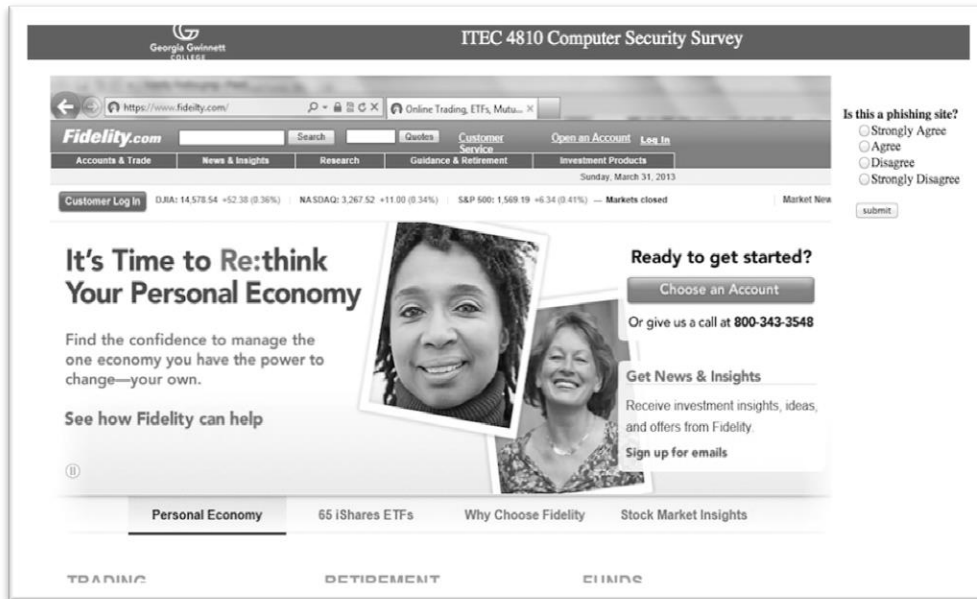 Georgia Gwinnett
COLLEGE
ITEC 4810 Computer Security Survey
https://www.fideilty.com/
Online Trading, ETFs, Mutu...
Fidelity.com
Search
Quotes
Customer Service
Open an Account
Log In
Accounts & Trade
News & Insights
Research
Guidance & Retirement
Investment Products
Sunday, March 31, 2013
Customer Log In
DJIA: 14,578.54 +52.38 (0.36%)
NASDAQ: 3,267.52 +11.00 (0.34%)
S&P 500: 1,569.19 +6.34 (0.41%) — Markets closed
Market New
It's Time to Re:think
Your Personal Economy
Find the confidence to manage the
one economy you have the power to
change—your own.
See how Fidelity can help
Ready to get started?
Choose an Account
Or give us a call at 800-343-3548
Get News & Insights
Receive investment insights, ideas,
and offers from Fidelity.
Sign up for emails
Personal Economy
65 iShares ETFs
Why Choose Fidelity
Stock Market Insights
TRADING
RETIREMENT
FUNDS
Is this a phishing site?
Strongly Agree
Agree
Disagree
Strongly Disagree
submit